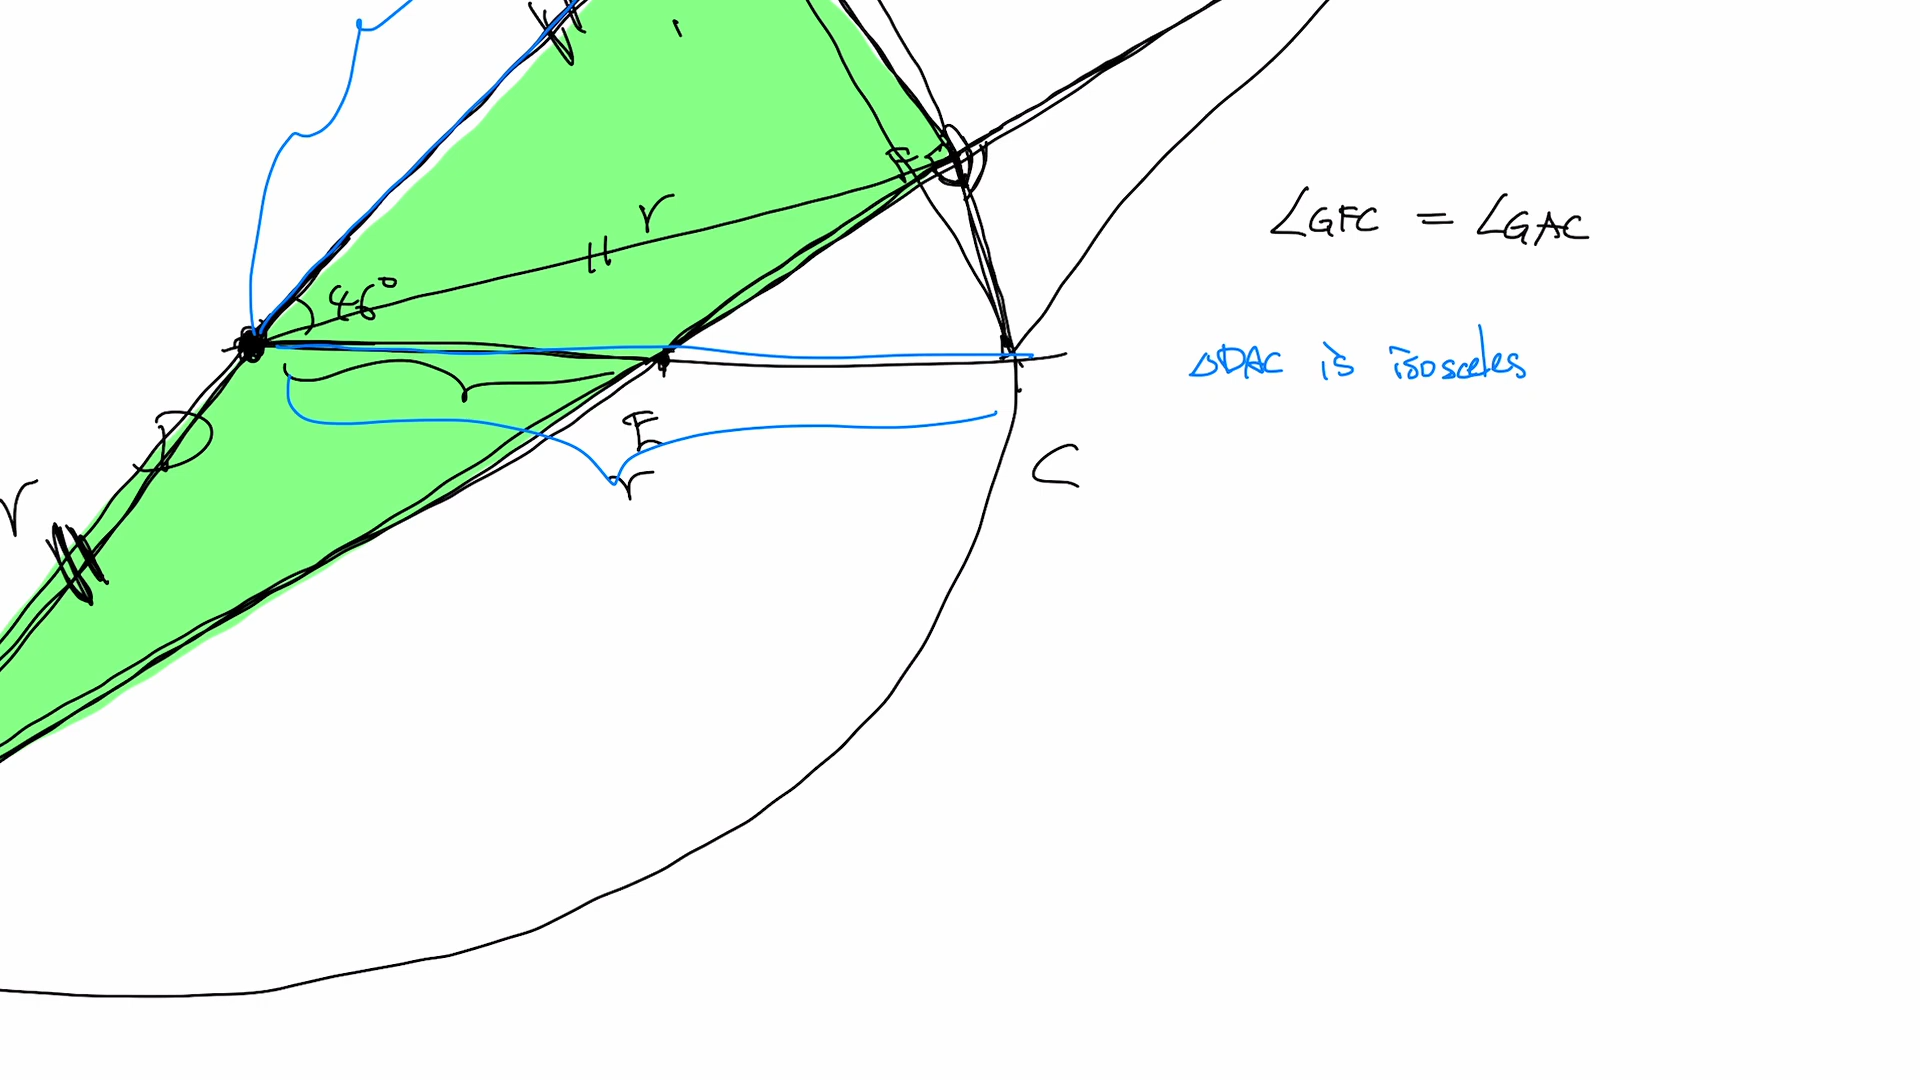 F
r
∠GFC = ∠GAC
46°
△DAC is isosceles
D
E
r
C
r